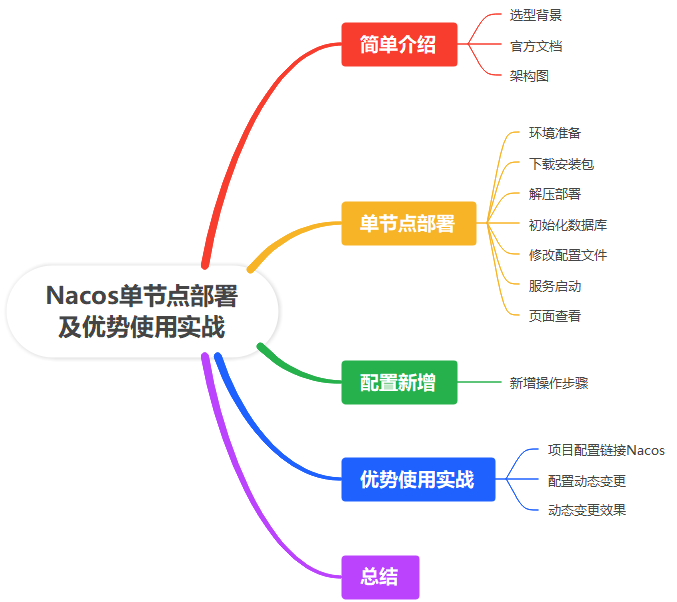 Nacos单节点部署
及优势使用实战
简单介绍
选型背景
官方文档
架构图
单节点部署
环境准备
下载安装包
解压部署
初始化数据库
修改配置文件
服务启动
页面查看
配置新增
新增操作步骤
优势使用实战
项目配置链接Nacos
配置动态变更
动态变更效果
总结